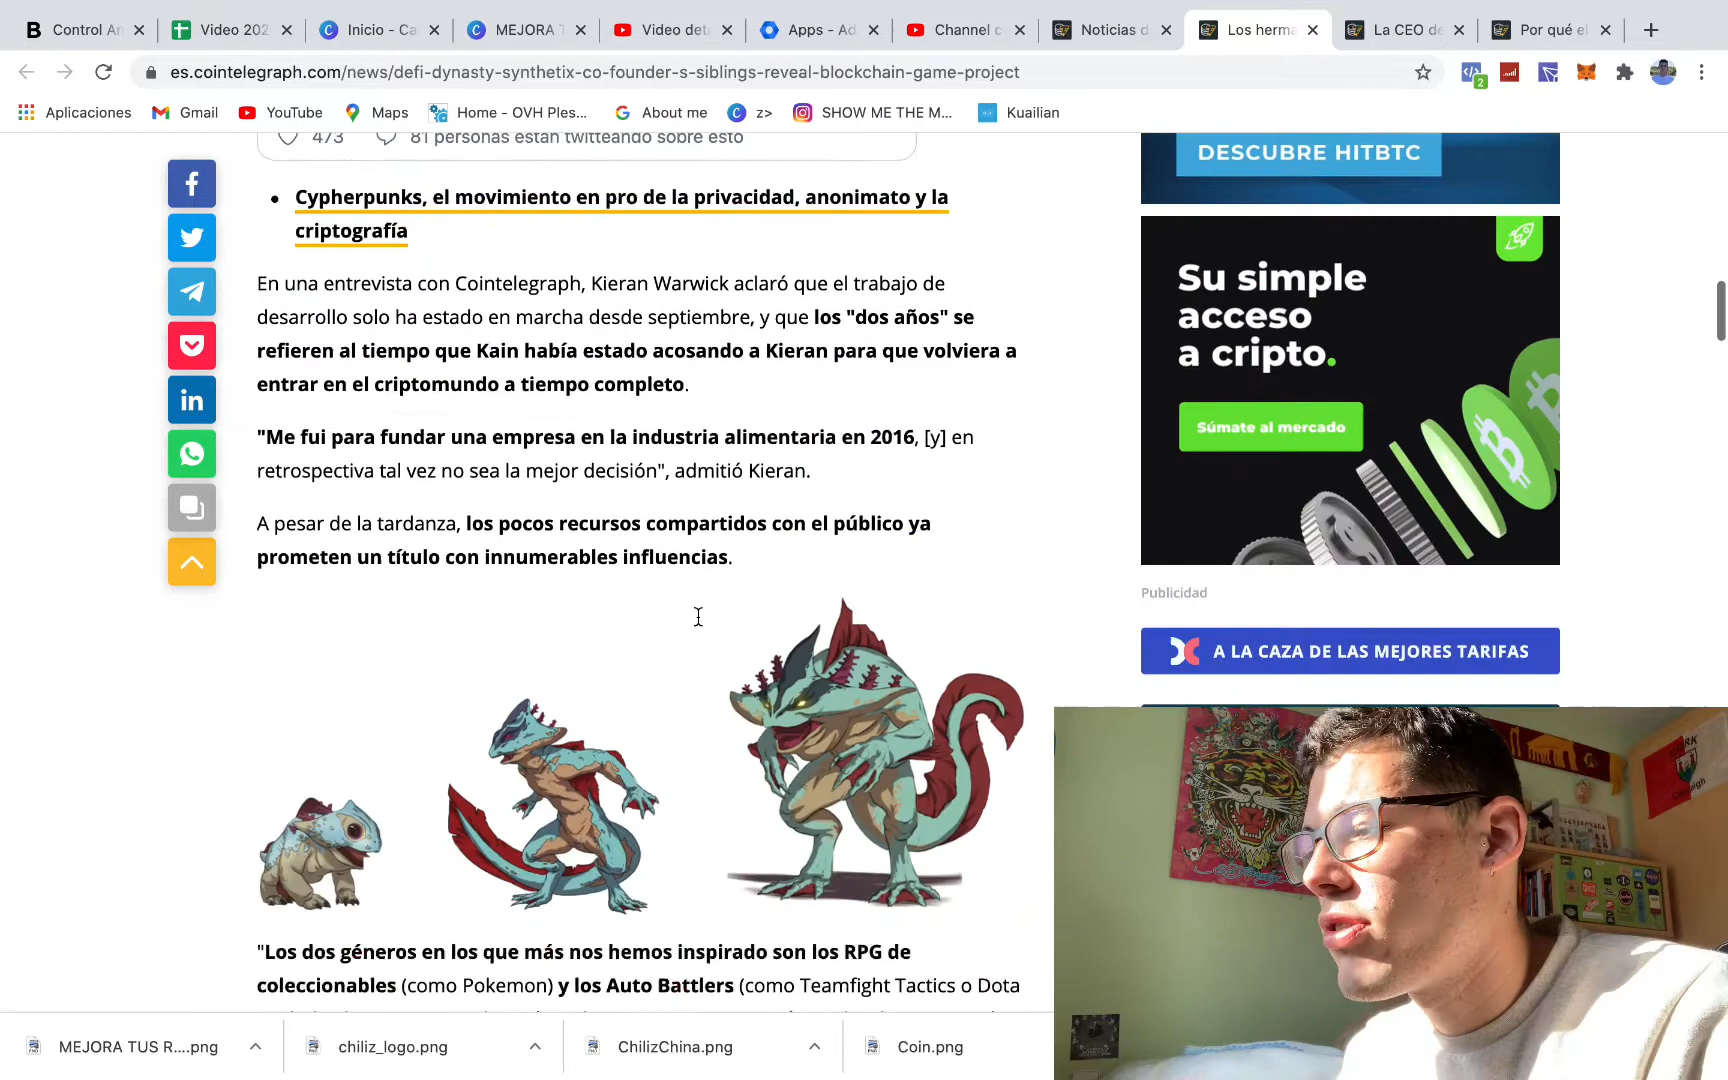 B Control An
Video 202
Inicio - Ca
MEJORA T
Video det
Apps - Ad
Channel c
Noticias d
Los herma
La CEO de
Por qué el
es.cointelegraph.com/news/defi-dynasty-synthetix-co-founder-s-siblings-reveal-blockchain-game-project
2
Aplicaciones
Gmail
YouTube
Maps
Home - OVH Ples...
About me
z>
SHOW ME THE M...
Kuailian
473
81 personas están twitteando sobre esto
Cypherpunks, el movimiento en pro de la privacidad, anonimato y la
criptografía
En una entrevista con Cointelegraph, Kieran Warwick aclaró que el trabajo de
desarrollo solo ha estado en marcha desde septiembre, y que los "dos años" se
refieren al tiempo que Kain había estado acosando a Kieran para que volviera a
entrar en el criptomundo a tiempo completo.
"Me fui para fundar una empresa en la industria alimentaria en 2016, [y] en
retrospectiva tal vez no sea la mejor decisión", admitió Kieran.
A pesar de la tardanza, los pocos recursos compartidos con el público ya
prometen un título con innumerables influencias.
"Los dos géneros en los que más nos hemos inspirado son los RPG de
coleccionables (como Pokemon) y los Auto Battlers (como Teamfight Tactics o Dota
DESCUBRE HITBTC
Su simple
acceso
a cripto.
Súmate al mercado
Publicidad
A LA CAZA DE LAS MEJORES TARIFAS
MEJORA TUS R....png
chiliz_logo.png
ChilizChina.png
Coin.png